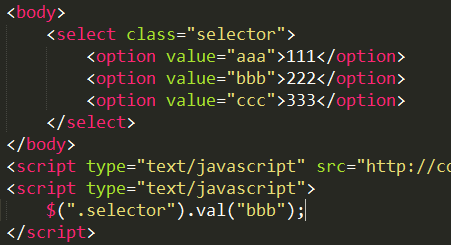 <body>
<select class="selector">
<option value="aaa">111</option>
<option value="bbb">222</option>
<option value="ccc">333</option>
</select>
</body>
<script type="text/javascript" src="http://
<script type="text/javascript">
$(".selector").val("bbb");
</script>